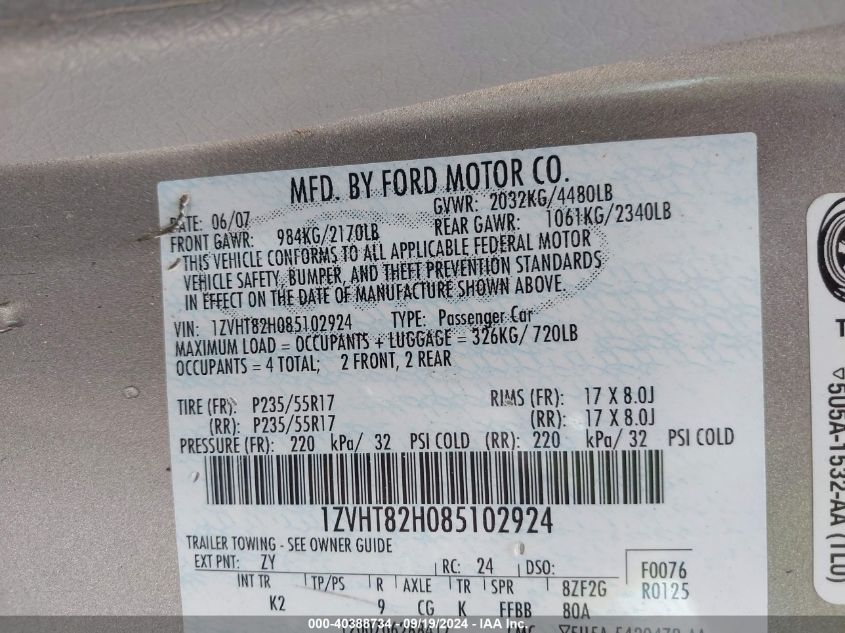 MFD. BY FORD MOTOR CO.
DATE: 06/07 GVWR: 2032KG/4480LB
FRONT GAWR: 984KG/2170LB REAR GAWR: 1061KG/2340LB
THIS VEHICLE CONFORMS TO ALL APPLICABLE FEDERAL MOTOR
VEHICLE SAFETY, BUMPER, AND THEFT PREVENTION STANDARDS
IN EFFECT ON THE DATE OF MANUFACTURE SHOWN ABOVE.
VIN: 1ZVHT82H085102924 TYPE: Passenger Car
MAXIMUM LOAD = OCCUPANTS + LUGGAGE = 326KG/ 720LB
OCCUPANTS = 4 TOTAL; 2 FRONT, 2 REAR
TIRE (FR): P235/55R17 RIMS (FR): 17 X 8.0J
(RR): P235/55R17 (RR): 17 X 8.0J
PRESSURE (FR): 220 kPa/ 32 PSI COLD (RR): 220 kPa/ 32 PSI COLD
1ZVHT82H085102924
TRAILER TOWING - SEE OWNER GUIDE
EXT PNT: ZY RC: 24 DSO: F0076
INT TR TP/PS R AXLE TR SPR 8ZF2G R0125
K2 9 CG K FFBB 80A
5U5A-1532-AA (TLU)
000-40388734 - 09/19/2024 - IAA Inc.